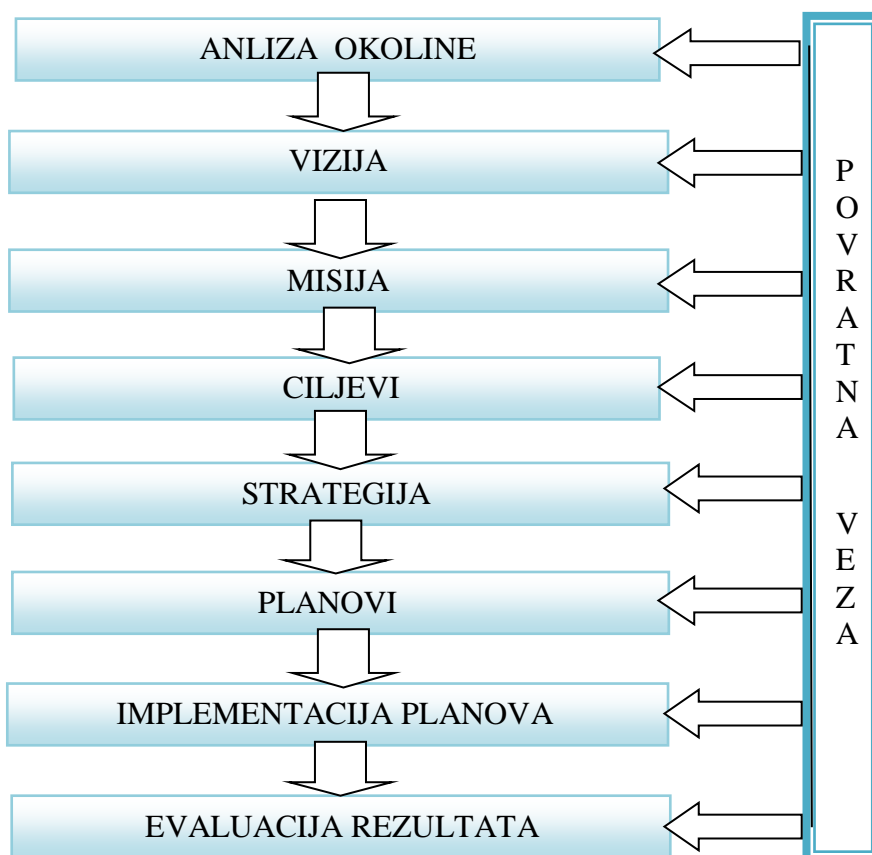 ANLIZA OKOLINE
VIZIJA
MISIJA
CILJEVI
STRATEGIJA
PLANOVI
IMPLEMENTACIJA PLANOVA
EVALUACIJA REZULTATA
P
O
V
R
A
T
N
A
V
E
Z
A